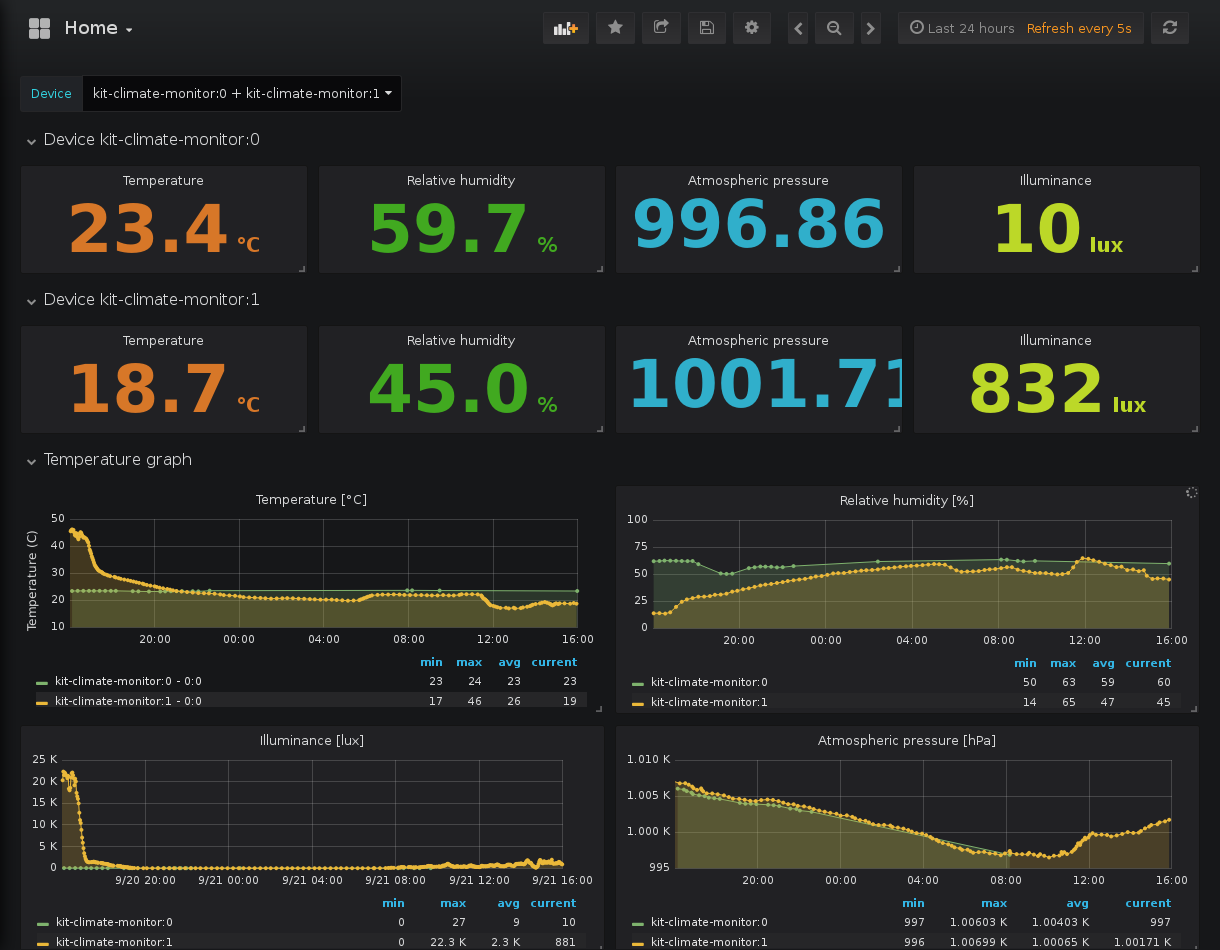 Home
Last 24 hours Refresh every 5s
Device kit-climate-monitor:0 + kit-climate-monitor:1
Device kit-climate-monitor:0
Temperature Relative humidity Atmospheric pressure Illuminance
23.4 °C 59.7 % 996.86 10 lux
Device kit-climate-monitor:1
Temperature Relative humidity Atmospheric pressure Illuminance
18.7 °C 45.0 % 1001.71 832 lux
Temperature graph
Temperature [°C]
Temperature (C)
50
40
30
20
10
20:00 00:00 04:00 08:00 12:00 16:00
min max avg current
kit-climate-monitor:0 - 0:0 23 24 23 23
kit-climate-monitor:1 - 0:0 17 46 26 19
Relative humidity [%]
100
75
50
25
0
20:00 00:00 04:00 08:00 12:00 16:00
min max avg current
kit-climate-monitor:0 50 63 59 60
kit-climate-monitor:1 14 65 47 45
Illuminance [lux]
25 K
20 K
15 K
10 K
5 K
0
9/20 20:00 9/21 00:00 9/21 04:00 9/21 08:00 9/21 12:00 9/21 16:00
min max avg current
kit-climate-monitor:0 0 27 9 10
kit-climate-monitor:1 0 22.3 K 2.3 K 881
Atmospheric pressure [hPa]
1.010 K
1.005 K
1.000 K
995
20:00 00:00 04:00 08:00 12:00 16:00
min max avg current
kit-climate-monitor:0 997 1.00603 K 1.00403 K 997
kit-climate-monitor:1 996 1.00699 K 1.00065 K 1.00171 K